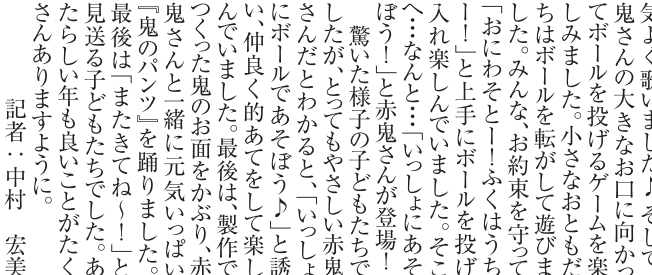 気よく歌いました♪そして
鬼さんの大きなお口に向かっ
てボールを投げるゲームを楽
しみました。小さなおともだ
ちはボールを転がして遊びま
した。みんな、お約束を守って
「おにわそとー！ふくはうち
ー！」と上手にボールを投げ
入れ楽しんでいました。そこ
へ…なんと…「いっしょにあそ
ぼう！」と赤鬼さんが登場！
驚いた様子の子どもたちで
したが、とってもやさしい赤鬼
さんだとわかると、「いっしょ
にボールであそぼう♪」と誘
い、仲良く的あてをして楽し
んでいました。最後は、製作で
つくった鬼のお面をかぶり、赤
鬼さんと一緒に元気いっぱい
『鬼のパンツ』を踊りました。
最後は「またきてね～！」と
見送る子どもたちでした。あ
たらしい年も良いことがたく
さんありますように。
記者：中村　宏美